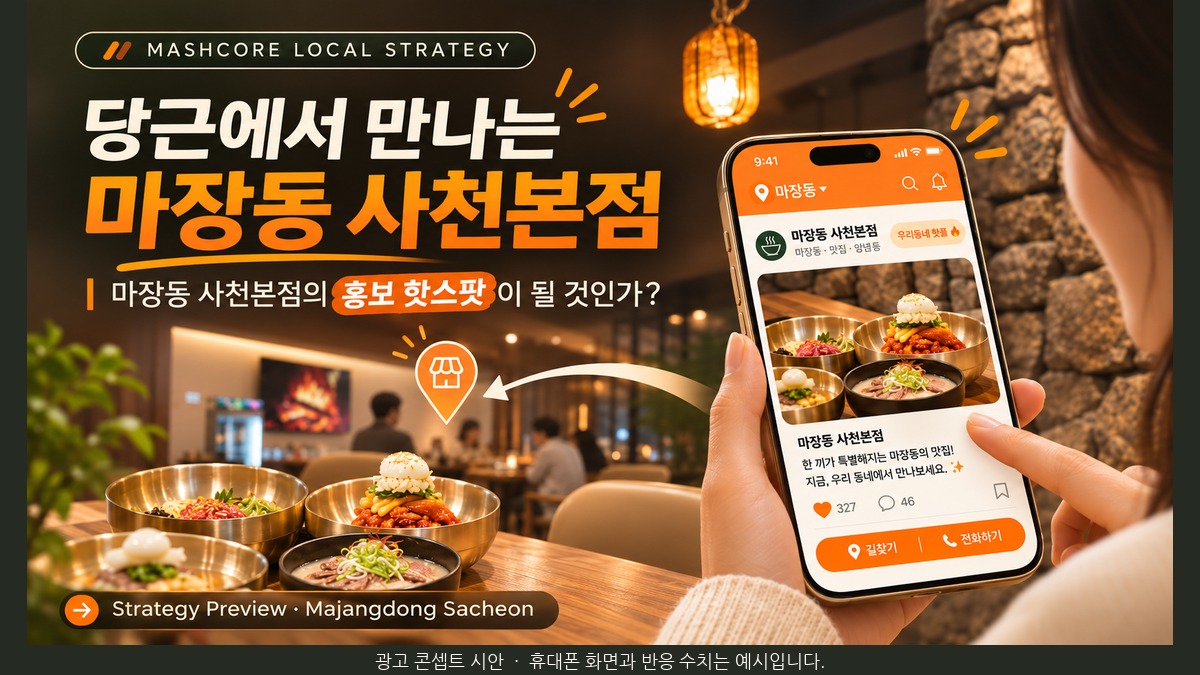 MASHCORE LOCAL STRATEGY
당근에서 만나는
마장동 사천본점
마장동 사천본점의 홍보 핫스팟이 될 것인가?
9:41
마장동
마장동 사천본점
마장동 · 맛집 · 양념등
우리동네 핫플
마장동 사천본점
한 끼가 특별해지는 마장동의 맛집!
지금, 우리 동네에서 만나보세요.
327 46
길찾기 전화하기
Strategy Preview · Majangdong Sacheon
광고 콘셉트 시안 · 휴대폰 화면과 반응 수치는 예시입니다.